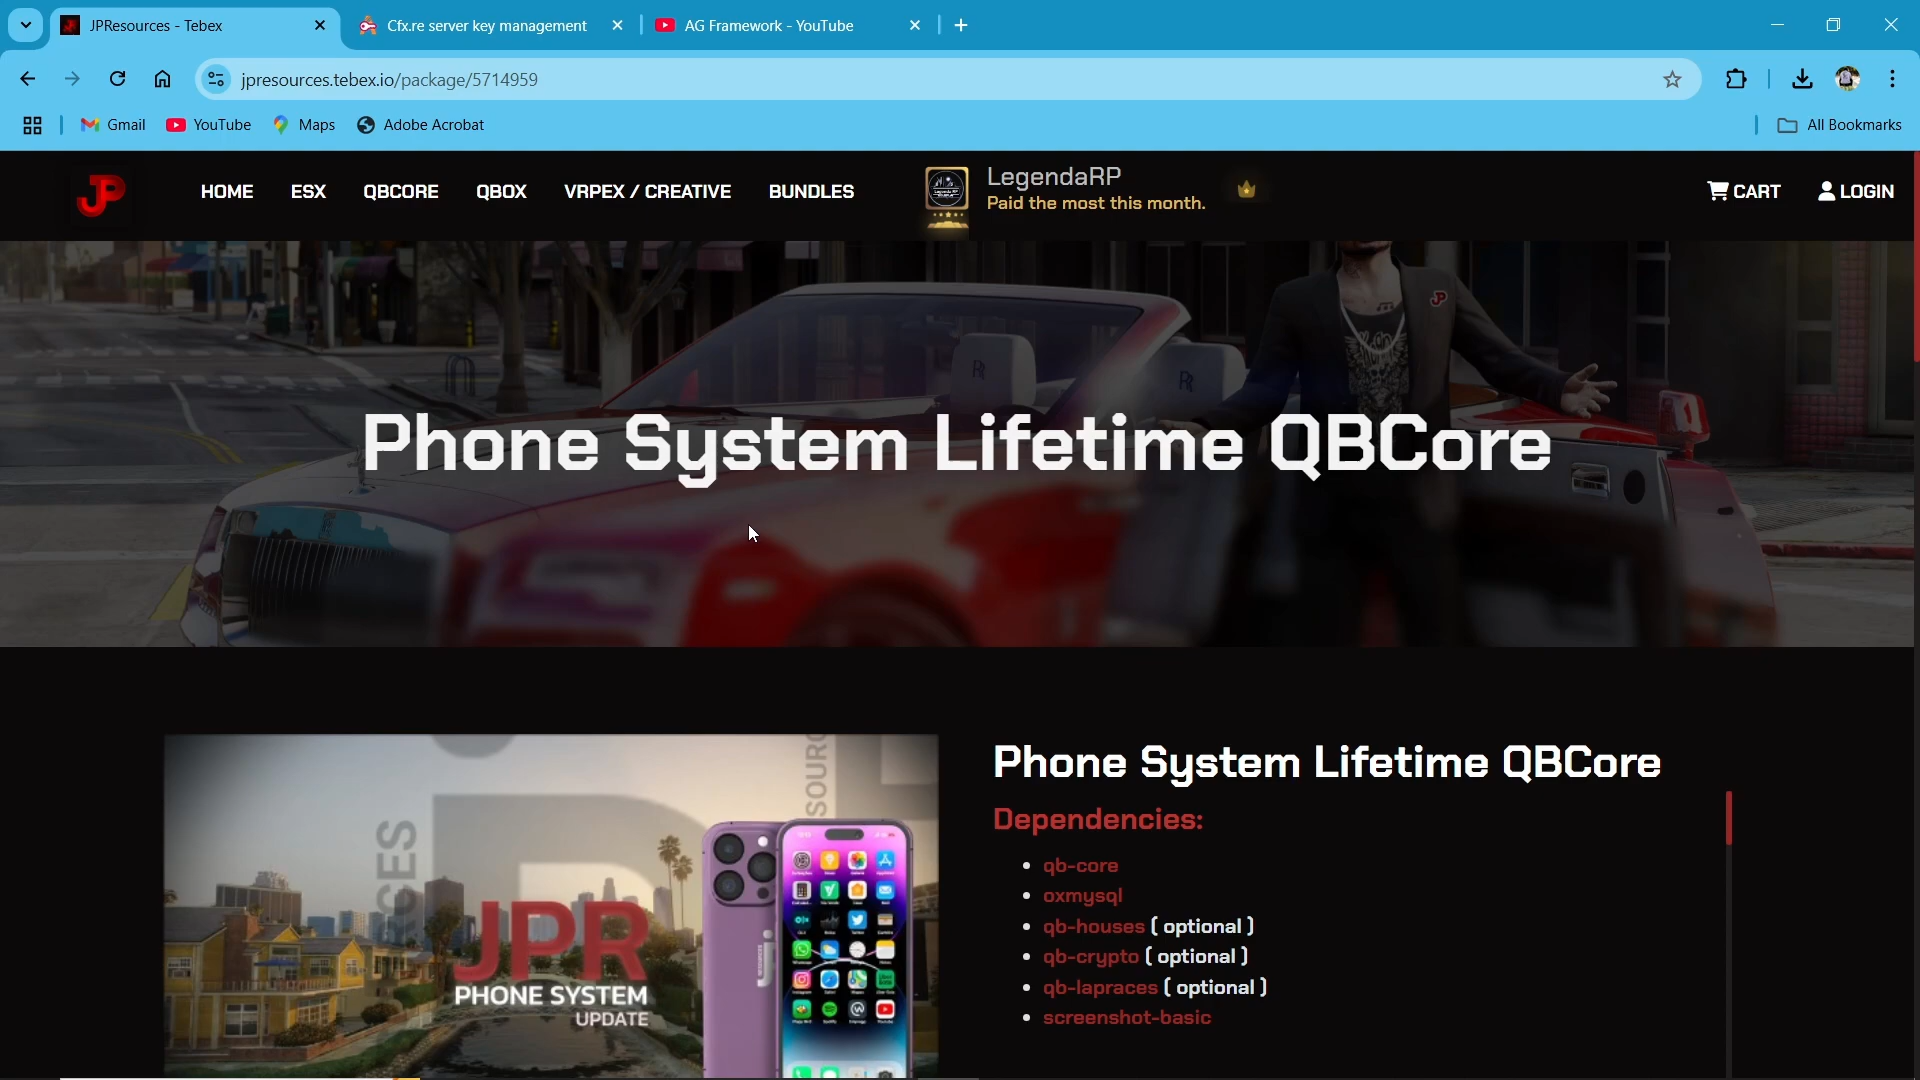 JPResources - Tebex
Cfx.re server key management
AG Framework - YouTube
jpresources.tebex.io/package/5714959
Gmail
YouTube
Maps
Adobe Acrobat
All Bookmarks
JP
HOME
ESX
QBCORE
QBOX
VRPEX / CREATIVE
BUNDLES
LegendaRP
Paid the most this month.
CART
LOGIN
Phone System Lifetime QBCore
JPR
PHONE SYSTEM
UPDATE
Phone System Lifetime QBCore
Dependencies:
• qb-core
• oxmysql
• qb-houses ( optional )
• qb-crypto ( optional )
• qb-lapraces ( optional )
• screenshot-basic